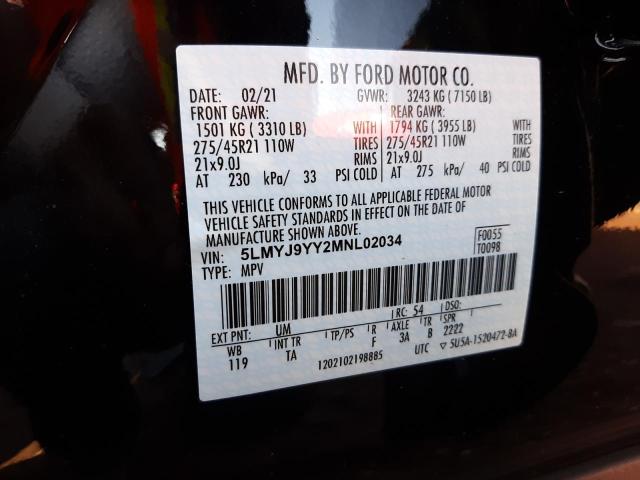 MFD. BY FORD MOTOR CO.
DATE: 02/21 GVWR: 3243 KG ( 7150 LB)
FRONT GAWR: REAR GAWR:
1501 KG ( 3310 LB) WITH 1794 KG ( 3955 LB) WITH
275/45R21 110W TIRES 275/45R21 110W TIRES
21x9.0J RIMS 21x9.0J RIMS
AT 230 kPa/ 33 PSI COLD AT 275 kPa/ 40 PSI COLD
THIS VEHICLE CONFORMS TO ALL APPLICABLE FEDERAL MOTOR
VEHICLE SAFETY STANDARDS IN EFFECT ON THE DATE OF
MANUFACTURE SHOWN ABOVE.
VIN: 5LMYJ9YY2MNL02034 F0055
TYPE: MPV T0098
EXT PNT: UM RC: 54 DSO:
WB INT TR TP/PS R AXLE TR SPR
119 TA F 3A B 2222
1202102198885 UTC ▽ 5U5A-1520472-BA